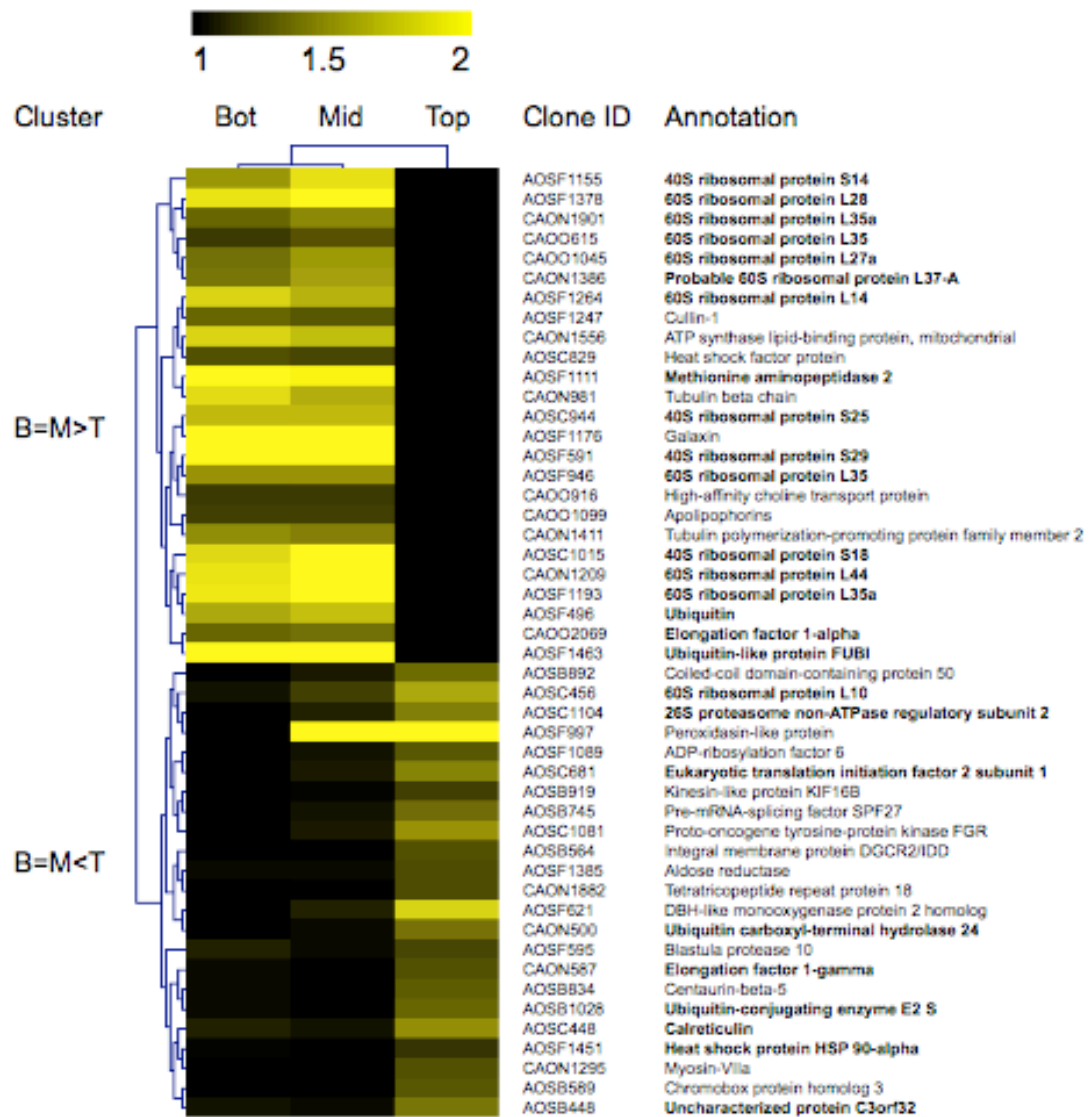 1 1.5 2
Cluster Bot Mid Top Clone ID Annotation
AOSF1155 40S ribosomal protein S14
AOSF1378 60S ribosomal protein L28
CAON1901 60S ribosomal protein L35a
CAOO615 60S ribosomal protein L35
CAOO1045 60S ribosomal protein L27a
CAON1386 Probable 60S ribosomal protein L37-A
AOSF1264 60S ribosomal protein L14
AOSF1247 Cullin-1
CAON1556 ATP synthase lipid-binding protein, mitochondrial
AOSC829 Heat shock factor protein
AOSF1111 Methionine aminopeptidase 2
CAON981 Tubulin beta chain
AOSC944 40S ribosomal protein S25
B=M>T
AOSF1176 Galaxin
AOSF591 40S ribosomal protein S29
AOSF946 60S ribosomal protein L35
CAOO916 High-affinity choline transport protein
CAOO1099 Apolipophorins
CAON1411 Tubulin polymerization-promoting protein family member 2
AOSC1015 40S ribosomal protein S18
CAON1209 60S ribosomal protein L44
AOSF1193 60S ribosomal protein L35a
AOSF496 Ubiquitin
CAOO2069 Elongation factor 1-alpha
AOSF1463 Ubiquitin-like protein FUBI
AOSB892 Coiled-coil domain-containing protein 50
AOSC456 60S ribosomal protein L10
AOSC1104 26S proteasome non-ATPase regulatory subunit 2
AOSF997 Peroxidasin-like protein
AOSF1089 ADP-ribosylation factor 6
AOSC681 Eukaryotic translation initiation factor 2 subunit 1
AOSB919 Kinesin-like protein KIF16B
AOSB745 Pre-mRNA-splicing factor SPF27
AOSC1081 Proto-oncogene tyrosine-protein kinase FGR
AOSB564 Integral membrane protein DGCR2/IDD
B=M<T
AOSF1385 Aldose reductase
CAON1882 Tetratricopeptide repeat protein 18
AOSF621 DBH-like monooxygenase protein 2 homolog
CAON500 Ubiquitin carboxyl-terminal hydrolase 24
AOSF595 Blastula protease 10
CAON587 Elongation factor 1-gamma
AOSB834 Centaurin-beta-5
AOSB1028 Ubiquitin-conjugating enzyme E2 S
AOSC448 Calreticulin
AOSF1451 Heat shock protein HSP 90-alpha
CAON1295 Myosin-VIIa
AOSB589 Chromobox protein homolog 3
AOSB448 Uncharacterized protein C3orf32